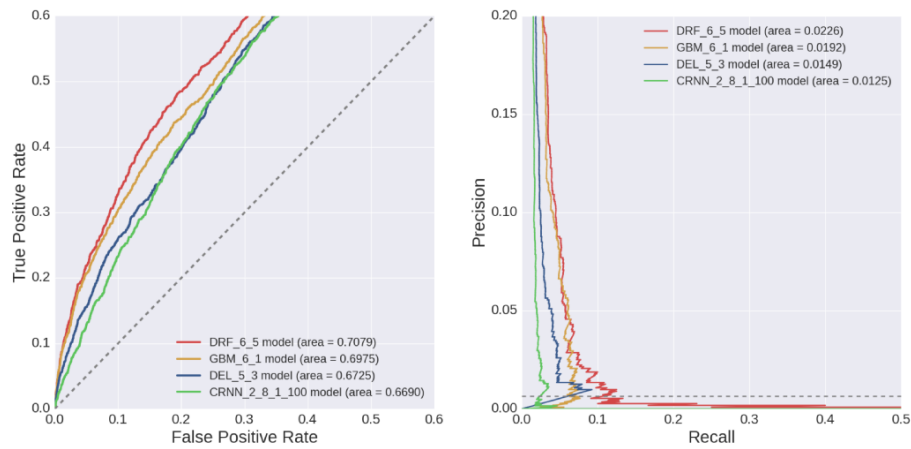 0.6
0.5
0.4
0.3
0.2
0.1
0.0
True Positive Rate
0.0 0.1 0.2 0.3 0.4 0.5 0.6
False Positive Rate
DRF_6_5 model (area = 0.7079)
GBM_6_1 model (area = 0.6975)
DEL_5_3 model (area = 0.6725)
CRNN_2_8_1_100 model (area = 0.6690)
0.20
0.15
0.10
0.05
0.00
Precision
0.0 0.1 0.2 0.3 0.4 0.5
Recall
DRF_6_5 model (area = 0.0226)
GBM_6_1 model (area = 0.0192)
DEL_5_3 model (area = 0.0149)
CRNN_2_8_1_100 model (area = 0.0125)